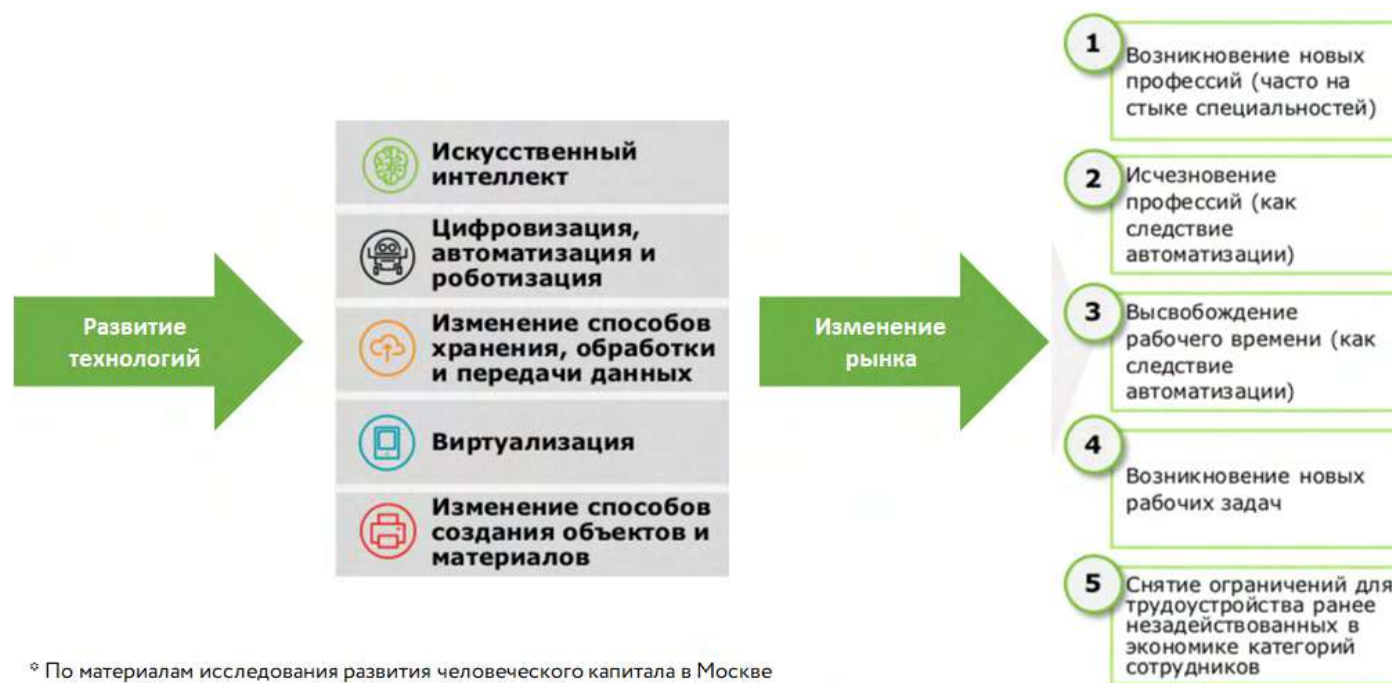 Развитие
технологий
Искусственный
интеллект
Цифровизация,
автоматизация и
роботизация
Изменение способов
хранения, обработки
и передачи данных
Виртуализация
Изменение способов
создания объектов и
материалов
Изменение
рынка
1
Возникновение новых
профессий (часто на
стыке специальностей)
2
Исчезновение
профессий (как
следствие
автоматизации)
3
Высвобождение
рабочего времени (как
следствие
автоматизации)
4
Возникновение новых
рабочих задач
5
Снятие ограничений для
трудоустройства ранее
незадействованных в
экономике категорий
сотрудников
* По материалам исследования развития человеческого капитала в Москве